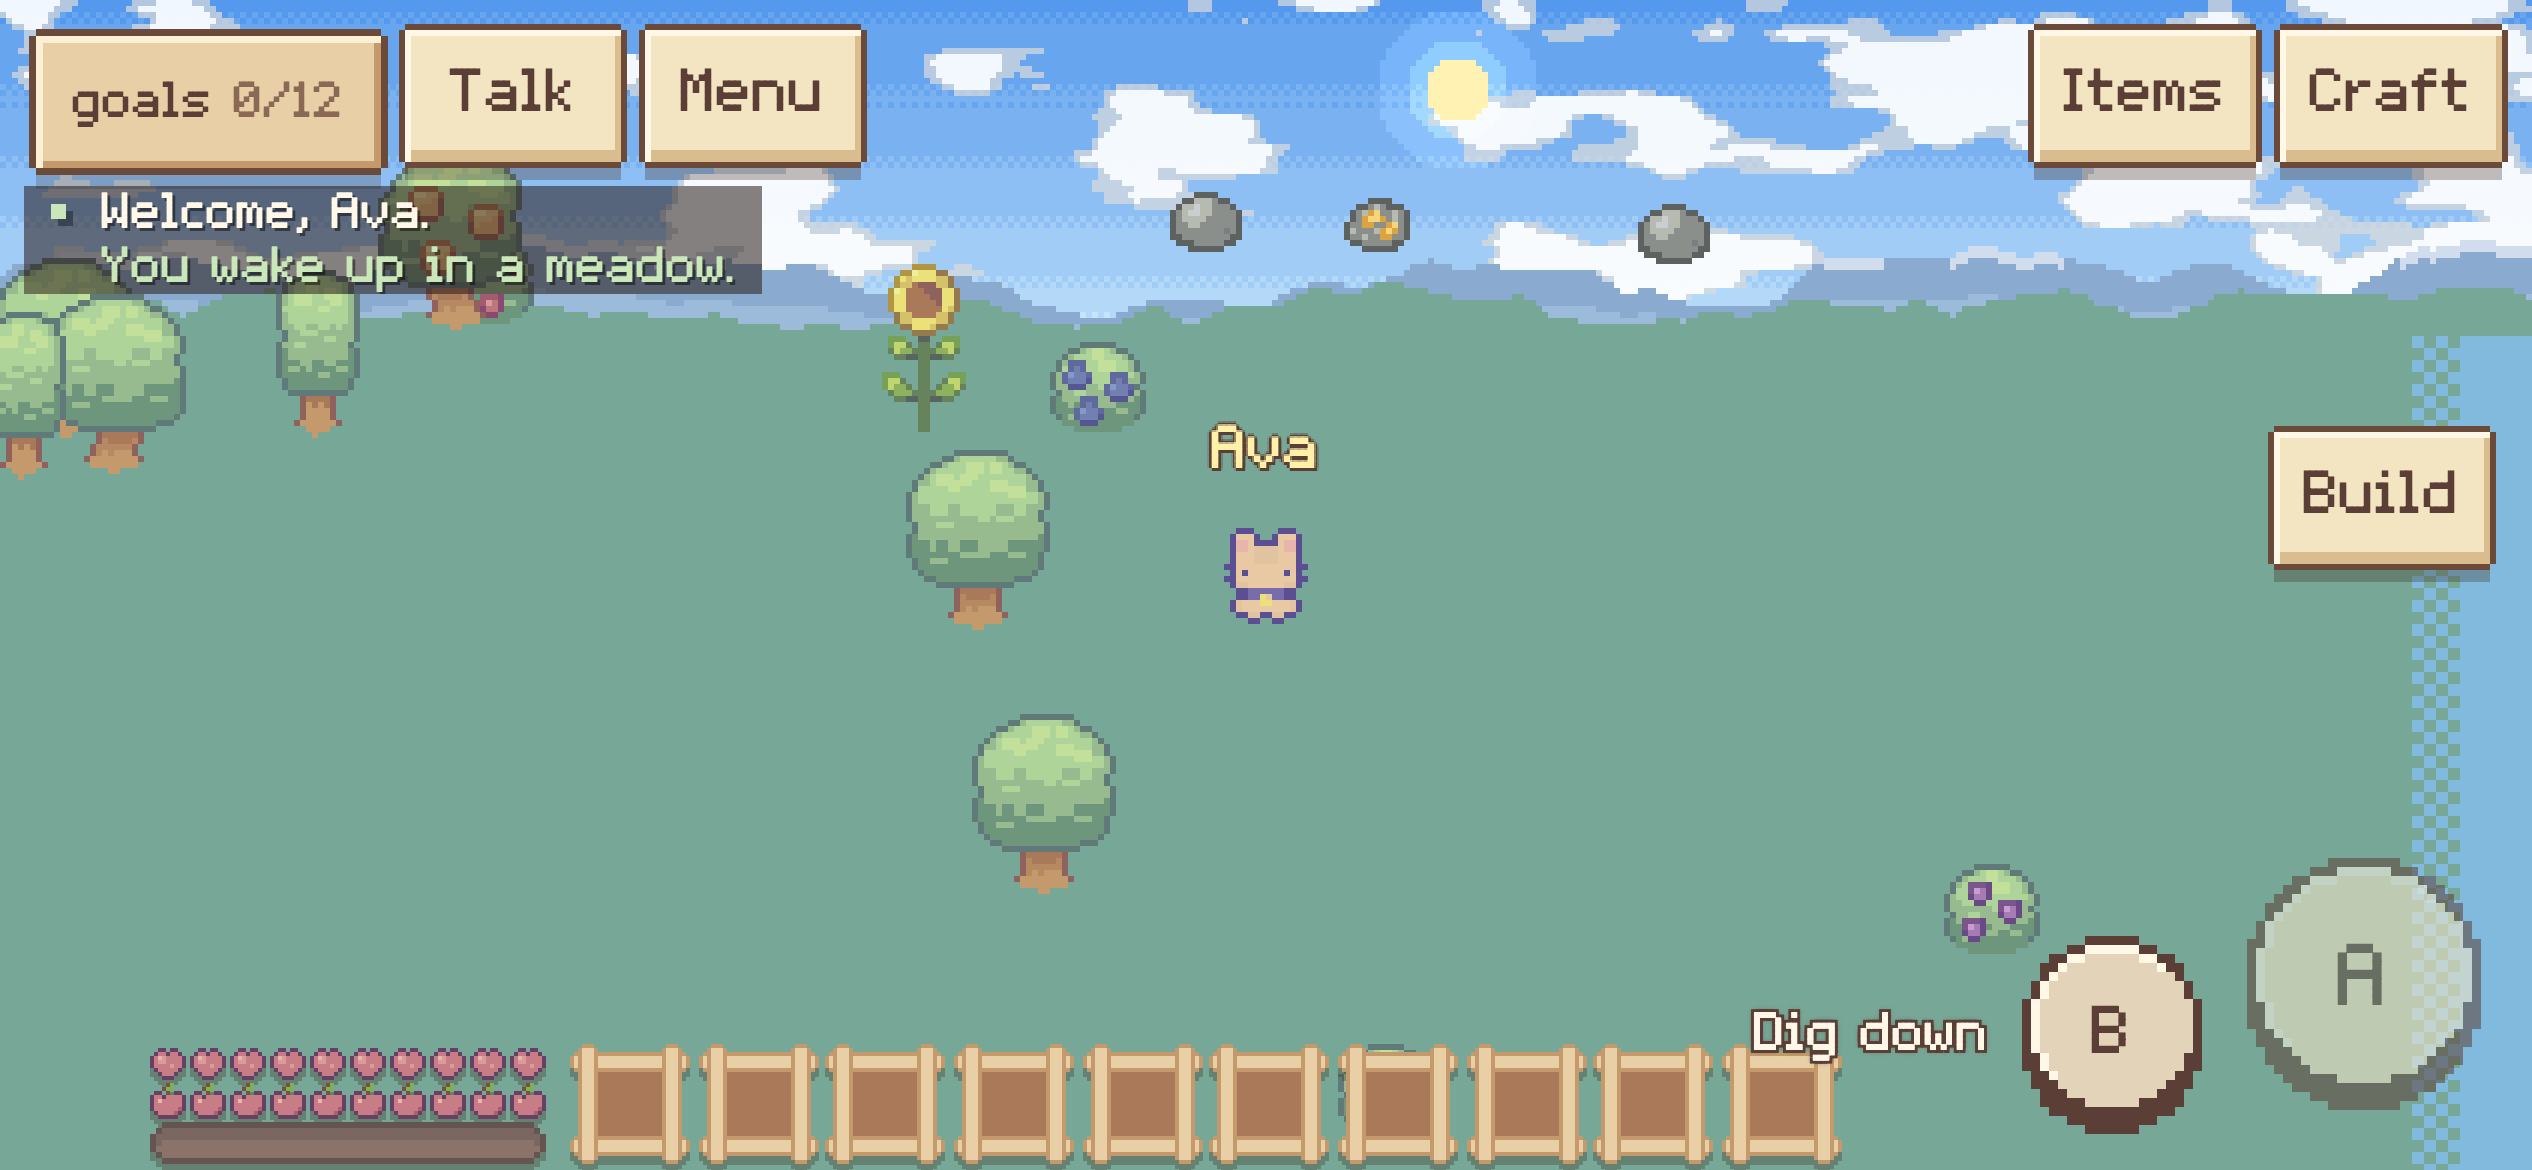 goals 0/12
Talk
Menu
Items
Craft
Welcome, Ava.
You wake up in a meadow.
Ava
Build
A
Dig down
B